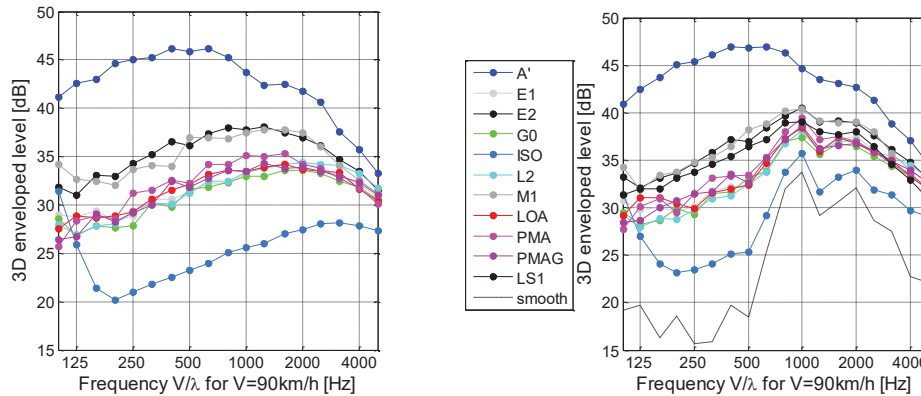 50
45
40
35
30
25
20
15
125
250
500
1000
2000
4000
3D enveloped level [dB]
Frequency V/λ for V=90km/h [Hz]
A'
E1
E2
G0
ISO
L2
M1
LOA
PMA
PMAG
LS1
smooth
50
45
40
35
30
25
20
15
125
250
500
1000
2000
400
3D enveloped level [dB]
Frequency V/λ for V=90km/h [Hz]